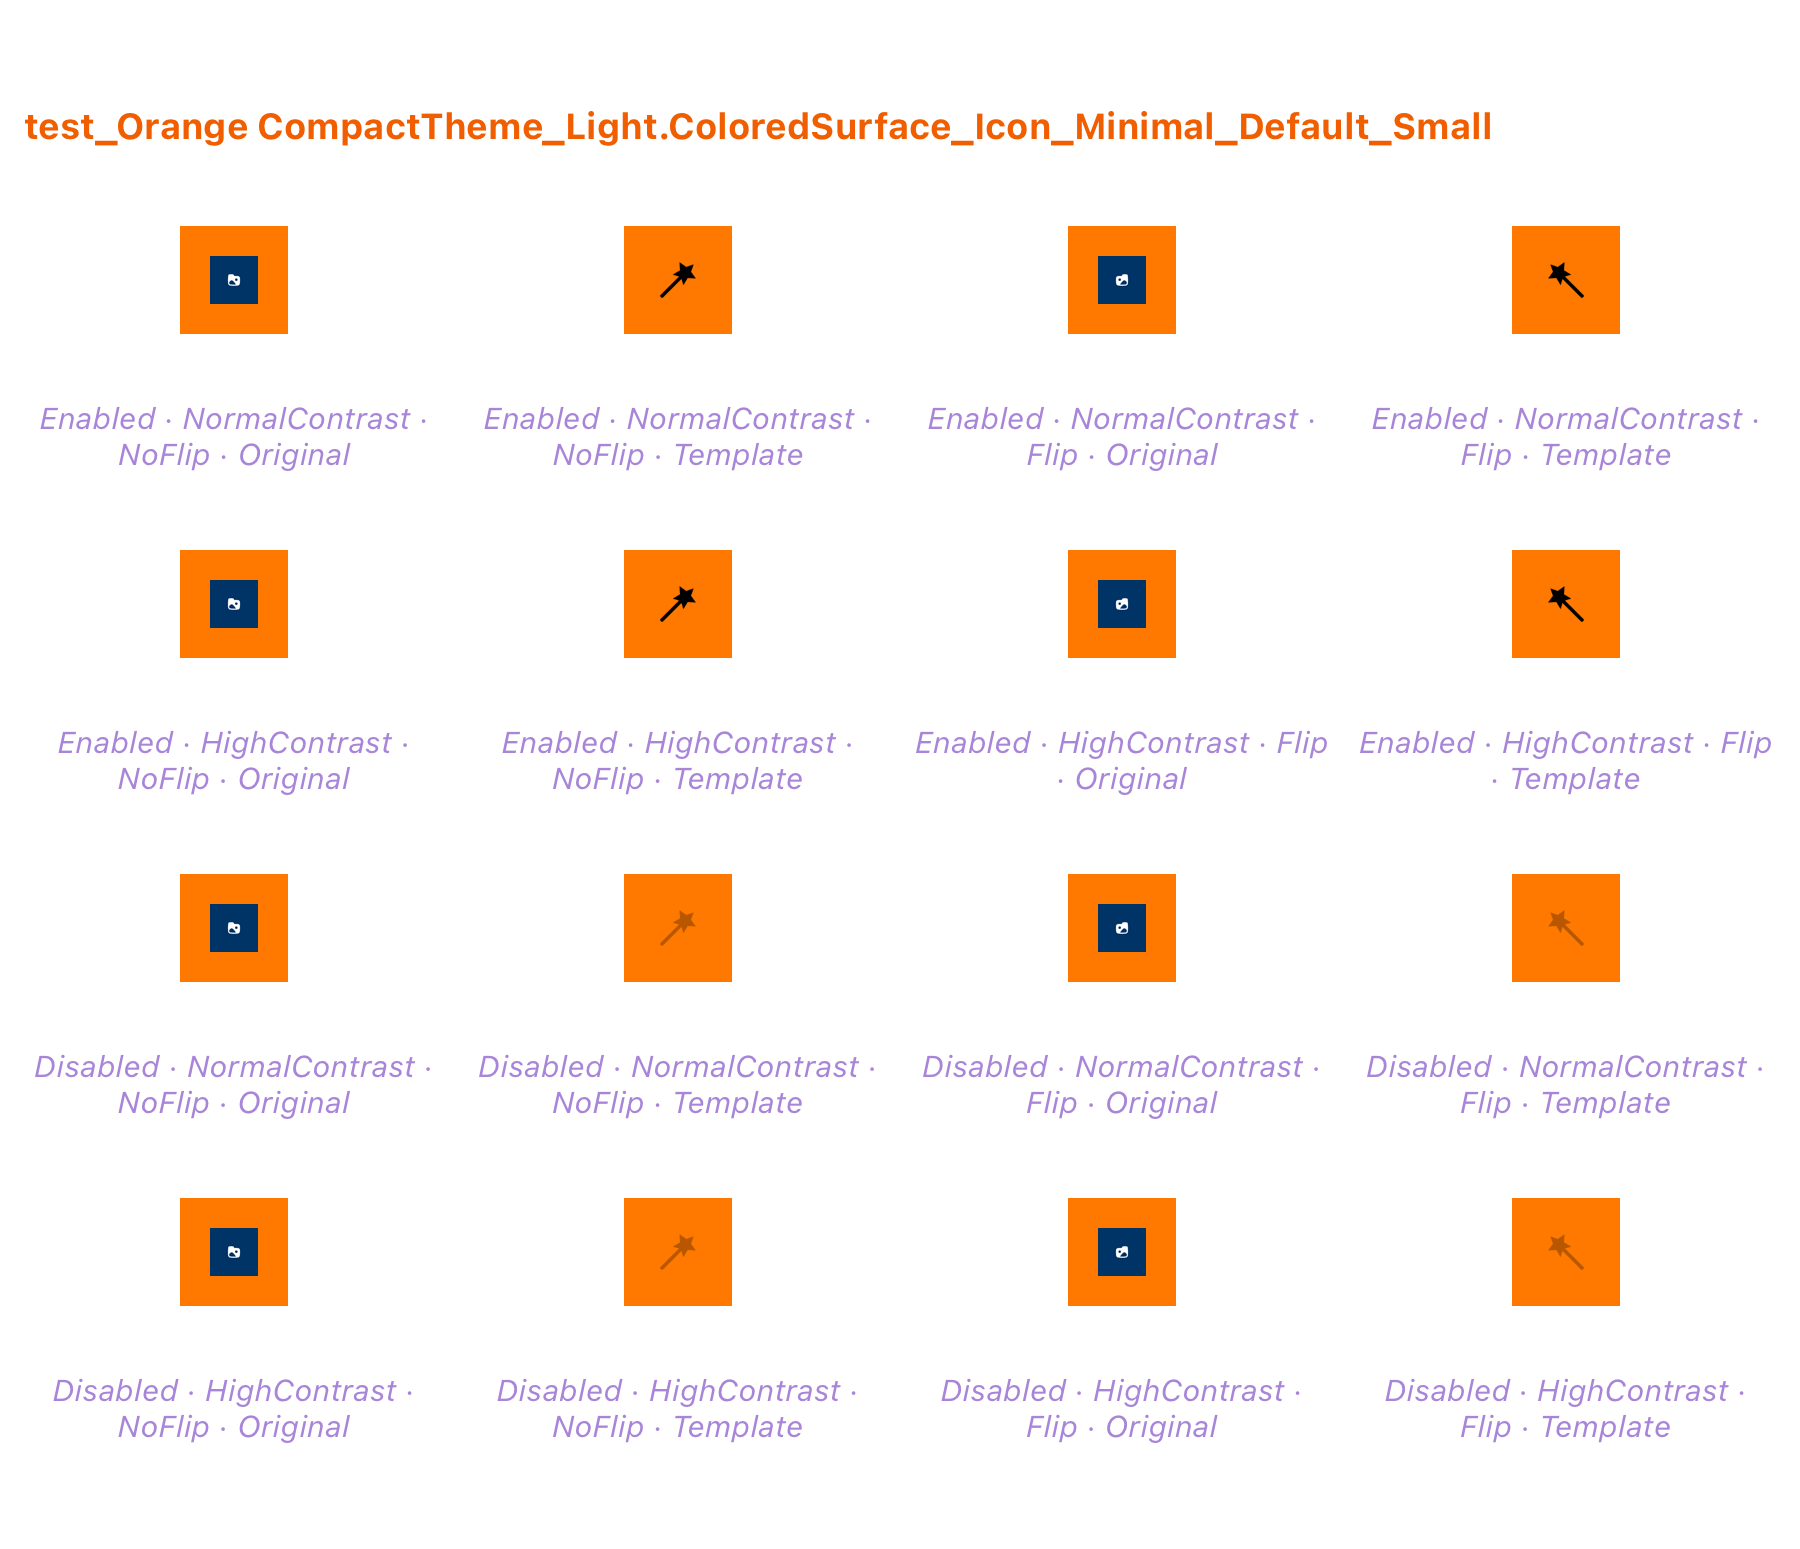 test_Orange CompactTheme_Light.ColoredSurface_Icon_Minimal_Default_Small
Enabled · NormalContrast ·
NoFlip · Original
Enabled · NormalContrast ·
NoFlip · Template
Enabled · NormalContrast ·
Flip · Original
Enabled · NormalContrast ·
Flip · Template
Enabled · HighContrast ·
NoFlip · Original
Enabled · HighContrast ·
NoFlip · Template
Enabled · HighContrast · Flip
· Original
Enabled · HighContrast · Flip
· Template
Disabled · NormalContrast ·
NoFlip · Original
Disabled · NormalContrast ·
NoFlip · Template
Disabled · NormalContrast ·
Flip · Original
Disabled · NormalContrast ·
Flip · Template
Disabled · HighContrast ·
NoFlip · Original
Disabled · HighContrast ·
NoFlip · Template
Disabled · HighContrast ·
Flip · Original
Disabled · HighContrast ·
Flip · Template